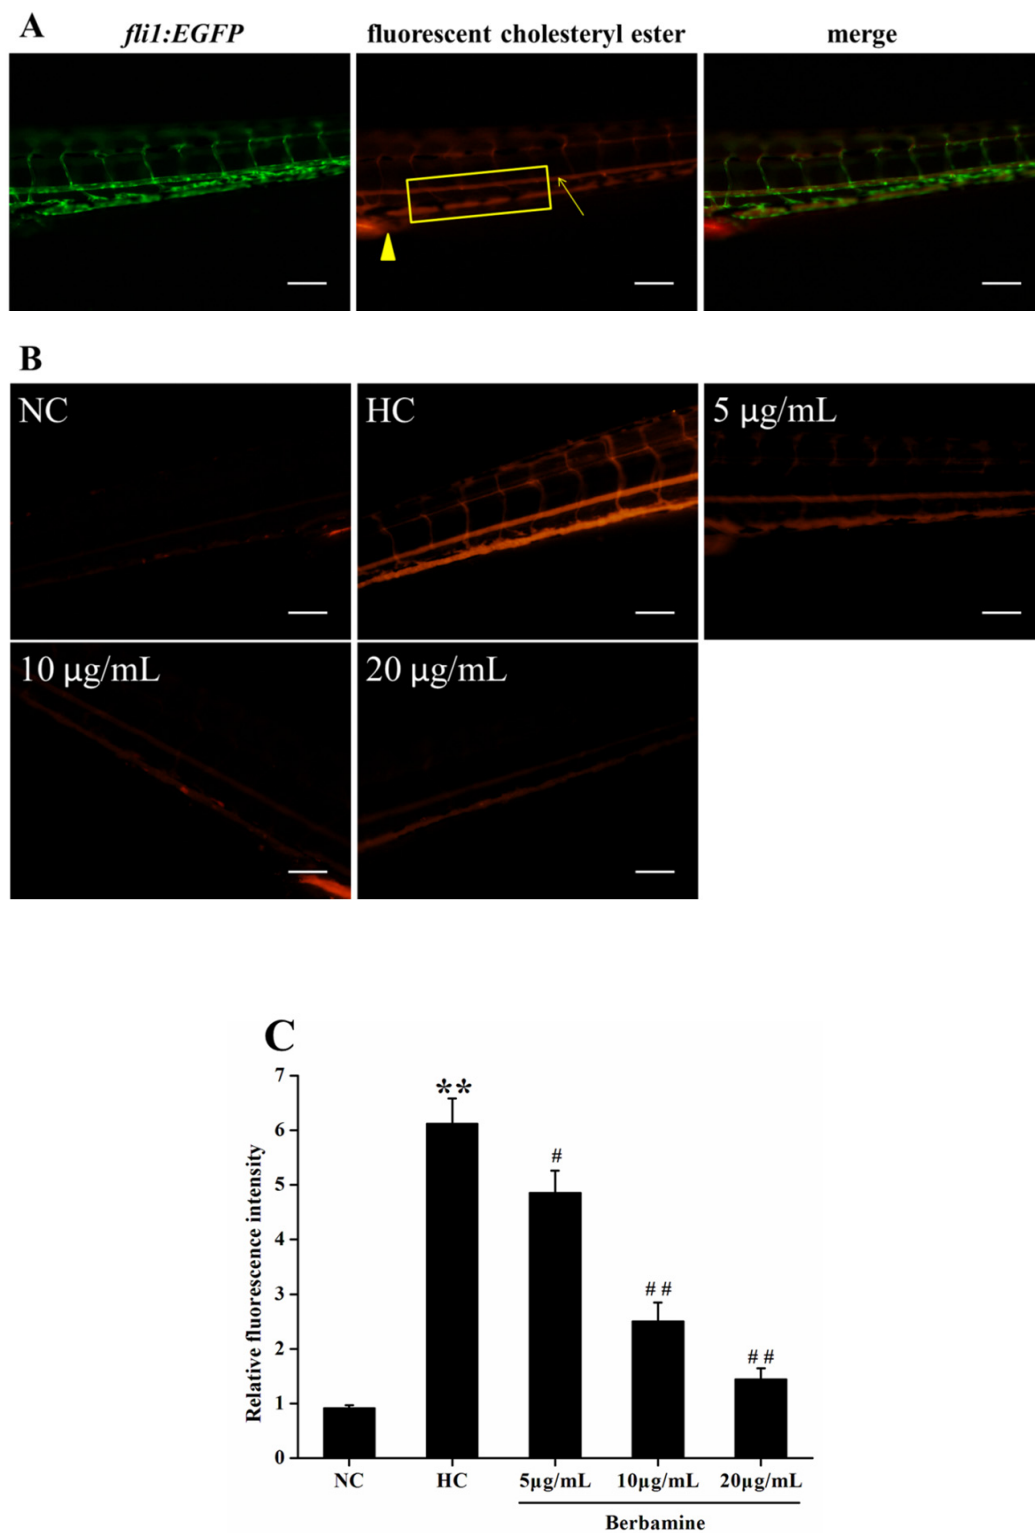 A
fli1:EGFP fluorescent cholesteryl ester merge
B
NC HC 5 μg/mL
10 μg/mL 20 μg/mL
C
7
6
5
4
3
2
1
0
Relative fluorescence intensity
**
#
##
##
NC HC 5μg/mL 10μg/mL 20μg/mL
Berbamine